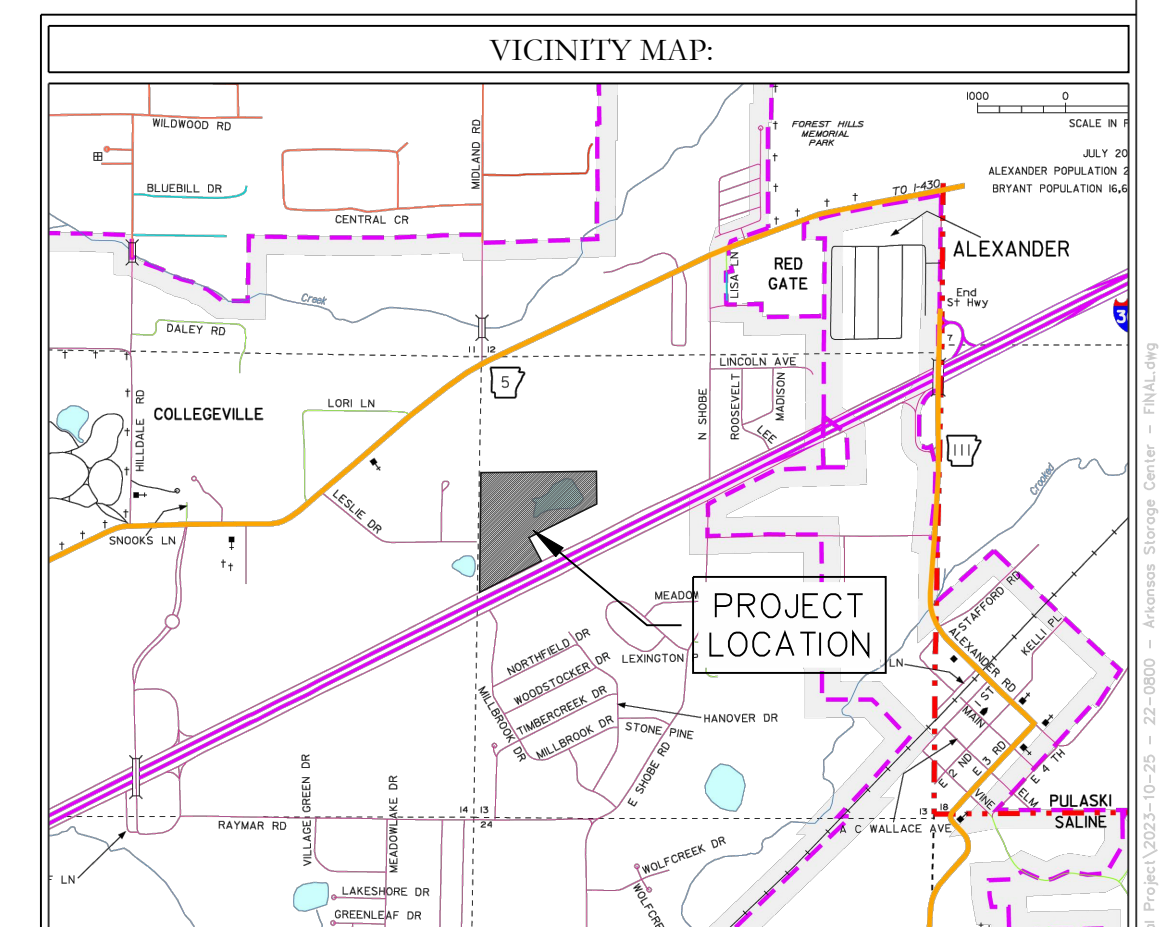 VICINITY MAP:
1000 0
SCALE IN F
JULY 20
ALEXANDER POPULATION 2
BRYANT POPULATION 16,6
WILDWOOD RD
MIDLAND RD
FOREST HILLS
MEMORIAL
PARK
BLUEBILL DR
CENTRAL CR
TO I-430
ALEXANDER
RED
GATE
LISA LN
End
St Hwy
Creek
3
7
DALEY RD
11 12
5
LINCOLN AVE
N SHOBE
ROOSEVELT
MADISON
LEE
HILLDALE RD
COLLEGEVILLE
LORI LN
111
Crooked
LESLIE DR
SNOOKS LN
PROJECT
LOCATION
MEADOW
LEXINGTON P
STAFFORD RD
KELLI PL
ALEXANDER RD
LN
I ST
MAIN
NORTHFIELD DR
WOODSTOCKER DR
TIMBERCREEK DR
MILLBROOK DR
MILLBROOK DR
HANOVER DR
STONE PINE
E SHOBE RD
E 2 ND
E 3 RD
E 4 TH
VINE
ELM
PULASKI
SALINE
13 18
A C WALLACE AVE
14 13
24
RAYMAR RD
VILLAGE GREEN DR
MEADOWLAKE DR
F LN
LAKESHORE DR
GREENLEAF DR
WOLFCREEK DR
WOLFCRE
al Project\2023-10-25 - 22-0800 - Arkansas Storage Center - FINAL.dwg